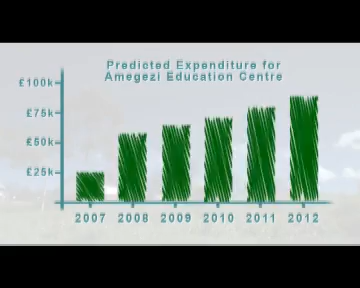 Predicted Expenditure for
Amegezi Education Centre
£100k
£75k
£50k
£25k
2007 2008 2009 2010 2011 2012